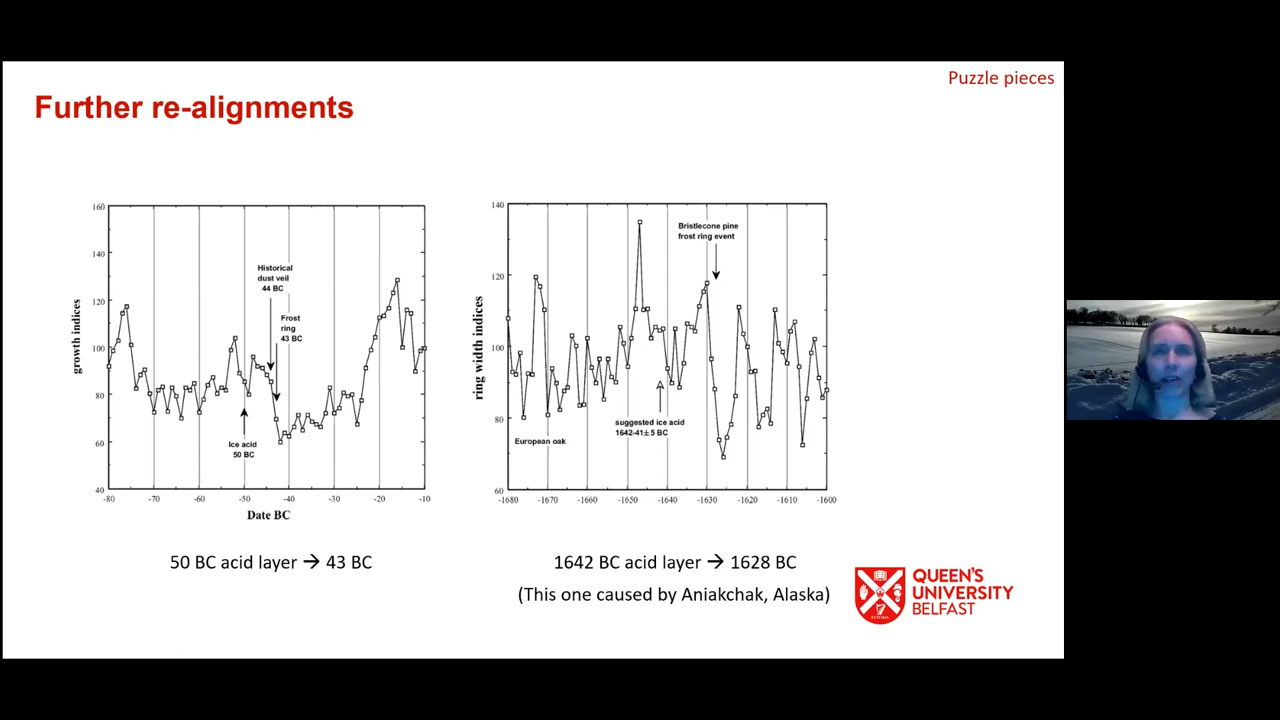 Puzzle pieces
Further re-alignments
160
140
120
100
80
60
40
growth indices
Historical
dust veil
44 BC
Frost
ring
43 BC
Ice acid
50 BC
-80
-70
-60
-50
-40
-30
-20
-10
Date BC
140
120
100
80
60
ring width indices
Bristlecone pine
frost ring event
suggested ice acid
1642-41±5 BC
European oak
-1680
-1670
-1660
-1650
-1640
-1630
-1620
-1610
-1600
50 BC acid layer → 43 BC
1642 BC acid layer → 1628 BC
(This one caused by Aniakchak, Alaska)
QUEEN'S
UNIVERSITY
BELFAST